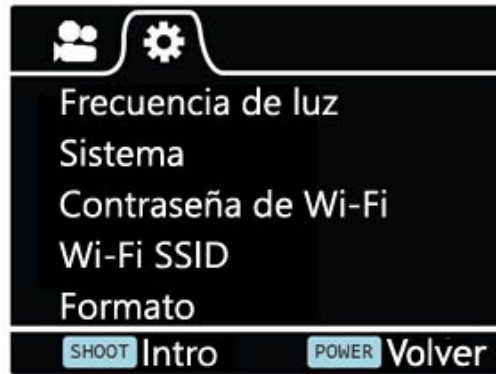 Frecuencia de luz
Sistema
Contraseña de Wi-Fi
Wi-Fi SSID
Formato
SHOOT Intro POWER Volver